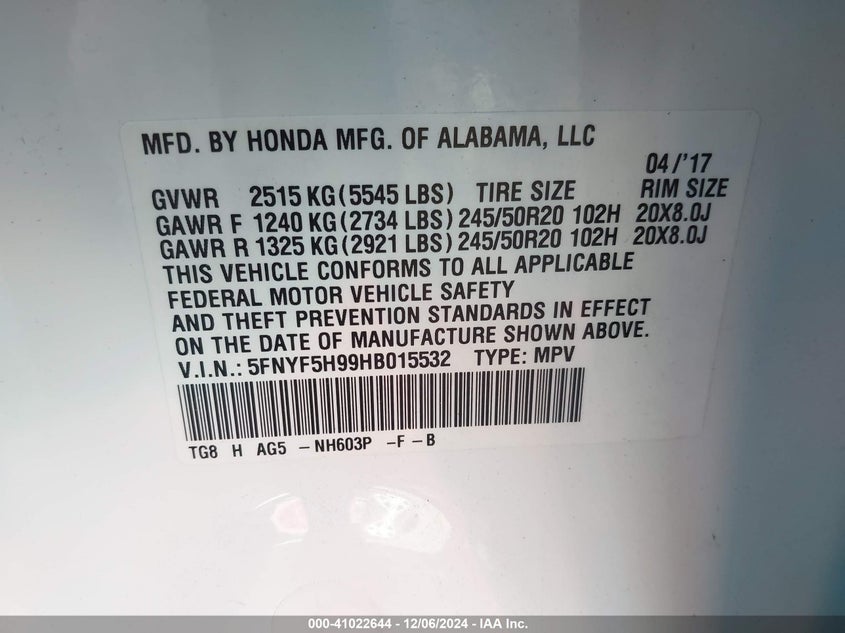 MFD. BY HONDA MFG. OF ALABAMA, LLC
04/'17
GVWR 2515 KG (5545 LBS) TIRE SIZE RIM SIZE
GAWR F 1240 KG (2734 LBS) 245/50R20 102H 20X8.0J
GAWR R 1325 KG (2921 LBS) 245/50R20 102H 20X8.0J
THIS VEHICLE CONFORMS TO ALL APPLICABLE
FEDERAL MOTOR VEHICLE SAFETY
AND THEFT PREVENTION STANDARDS IN EFFECT
ON THE DATE OF MANUFACTURE SHOWN ABOVE.
V.I.N.: 5FNYF5H99HB015532 TYPE: MPV
TG8 H AG5 -NH603P -F-B
000-41022644 - 12/06/2024 - IAA Inc.